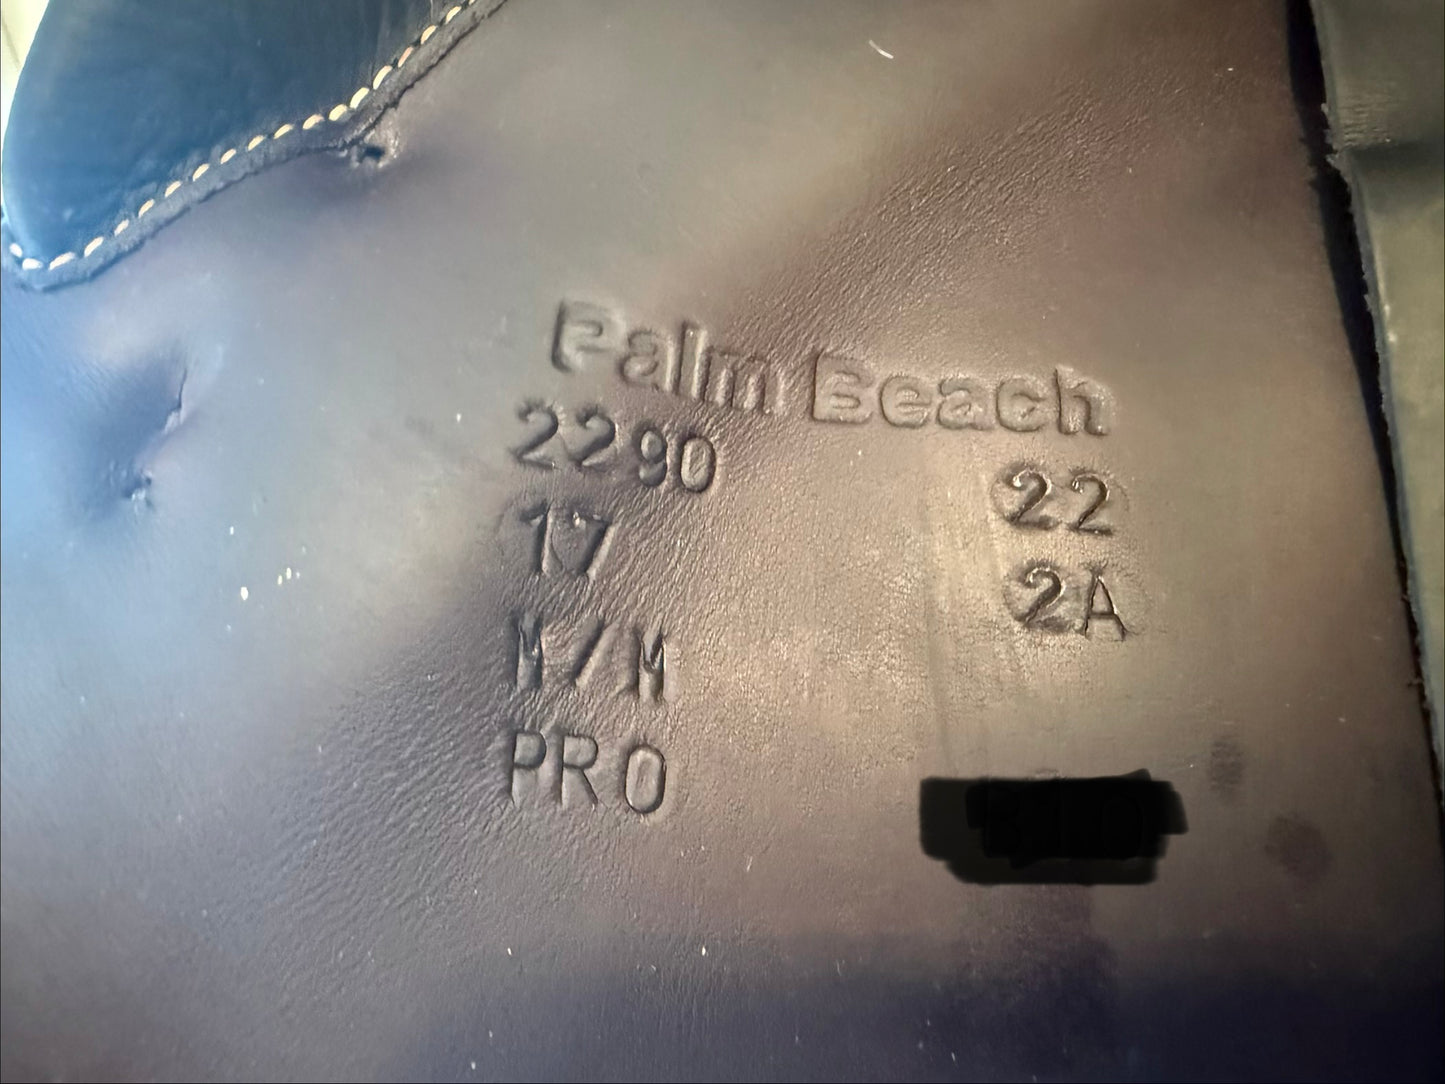 Palm Beach
2290
22
17
2A
M/M
PRO